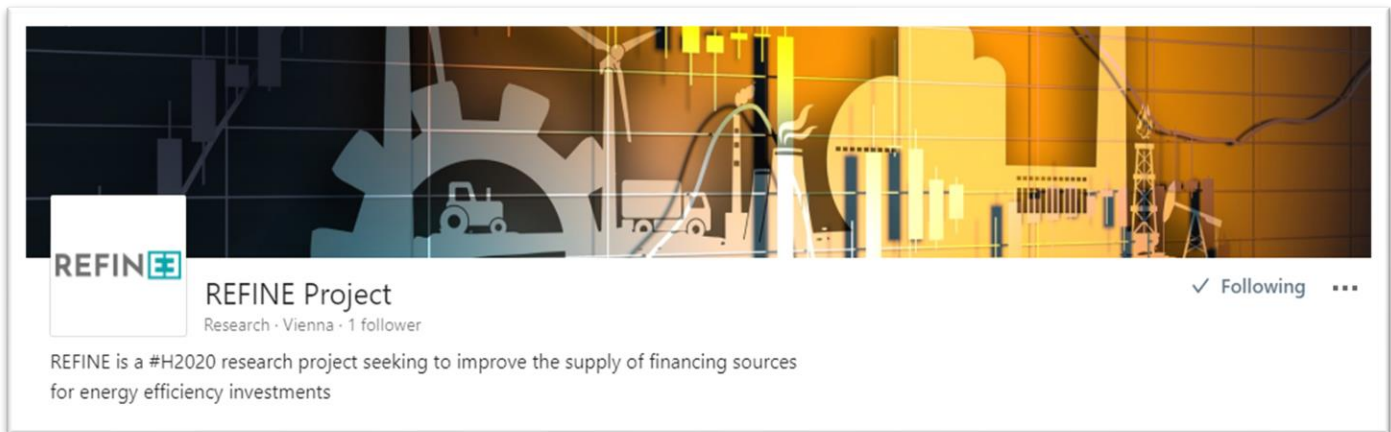 REFINE
REFINE Project
Following
Research · Vienna · 1 follower
REFINE is a #H2020 research project seeking to improve the supply of financing sources
for energy efficiency investments